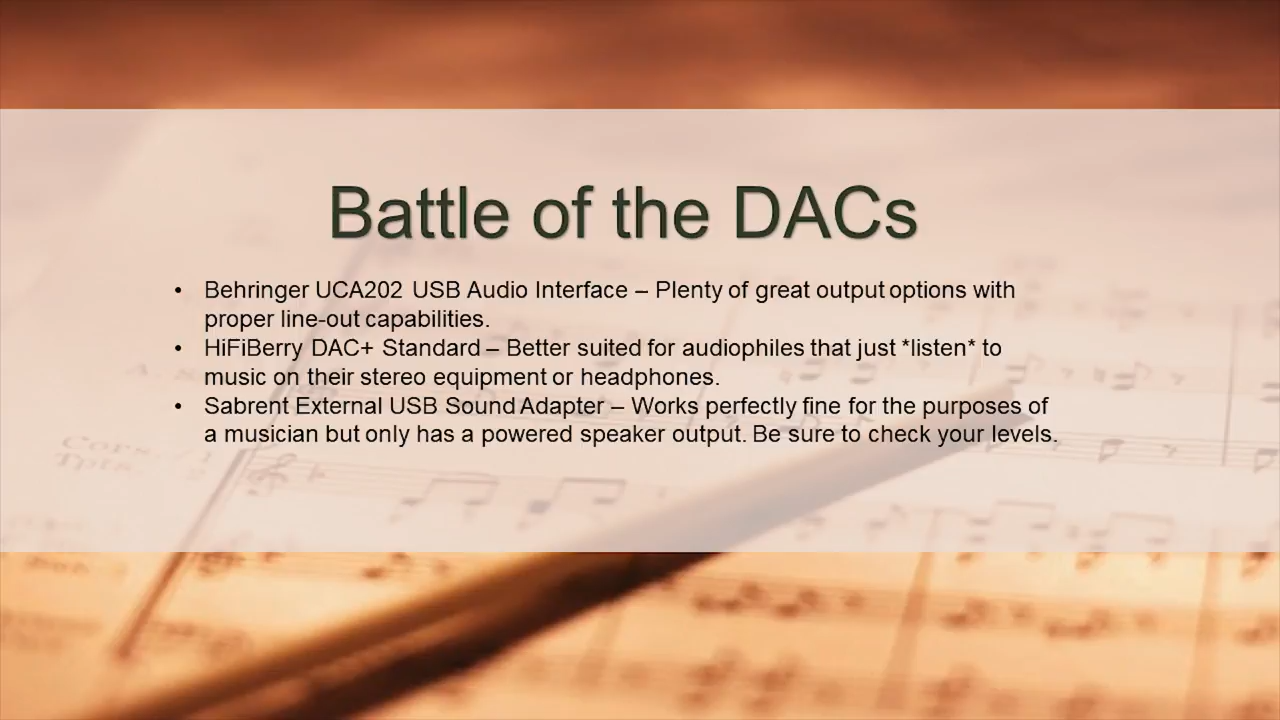 Battle of the DACs
• Behringer UCA202 USB Audio Interface – Plenty of great output options with
proper line-out capabilities.
• HiFiBerry DAC+ Standard – Better suited for audiophiles that just *listen* to
music on their stereo equipment or headphones.
• Sabrent External USB Sound Adapter – Works perfectly fine for the purposes of
a musician but only has a powered speaker output. Be sure to check your levels.
Cors.
Tpts.